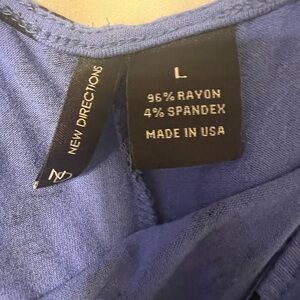 NEW DIRECTIONS
L
96% RAYON
4% SPANDEX
MADE IN USA